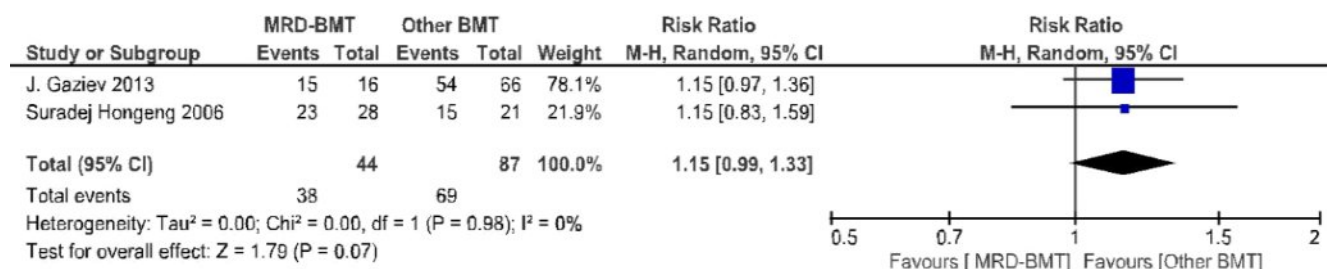 MRD-BMT Other BMT Risk Ratio Risk Ratio
Study or Subgroup Events Total Events Total Weight M-H, Random, 95% CI M-H, Random, 95% CI
J. Gaziev 2013 15 16 54 66 78.1% 1.15 [0.97, 1.36]
Suradej Hongeng 2006 23 28 15 21 21.9% 1.15 [0.83, 1.59]
Total (95% CI) 44 87 100.0% 1.15 [0.99, 1.33]
Total events 38 69
Heterogeneity: Tau² = 0.00; Chi² = 0.00, df = 1 (P = 0.98); I² = 0%
Test for overall effect: Z = 1.79 (P = 0.07)
0.5 0.7 1 1.5 2
Favours [ MRD-BMT] Favours [Other BMT]